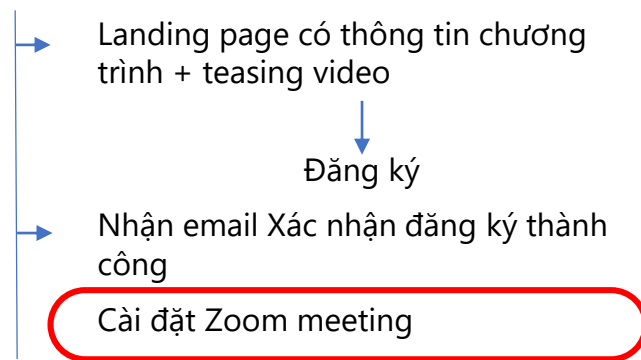 Landing page có thông tin chương
trình + teasing video
Đăng ký
Nhận email Xác nhận đăng ký thành
công
Cài đặt Zoom meeting